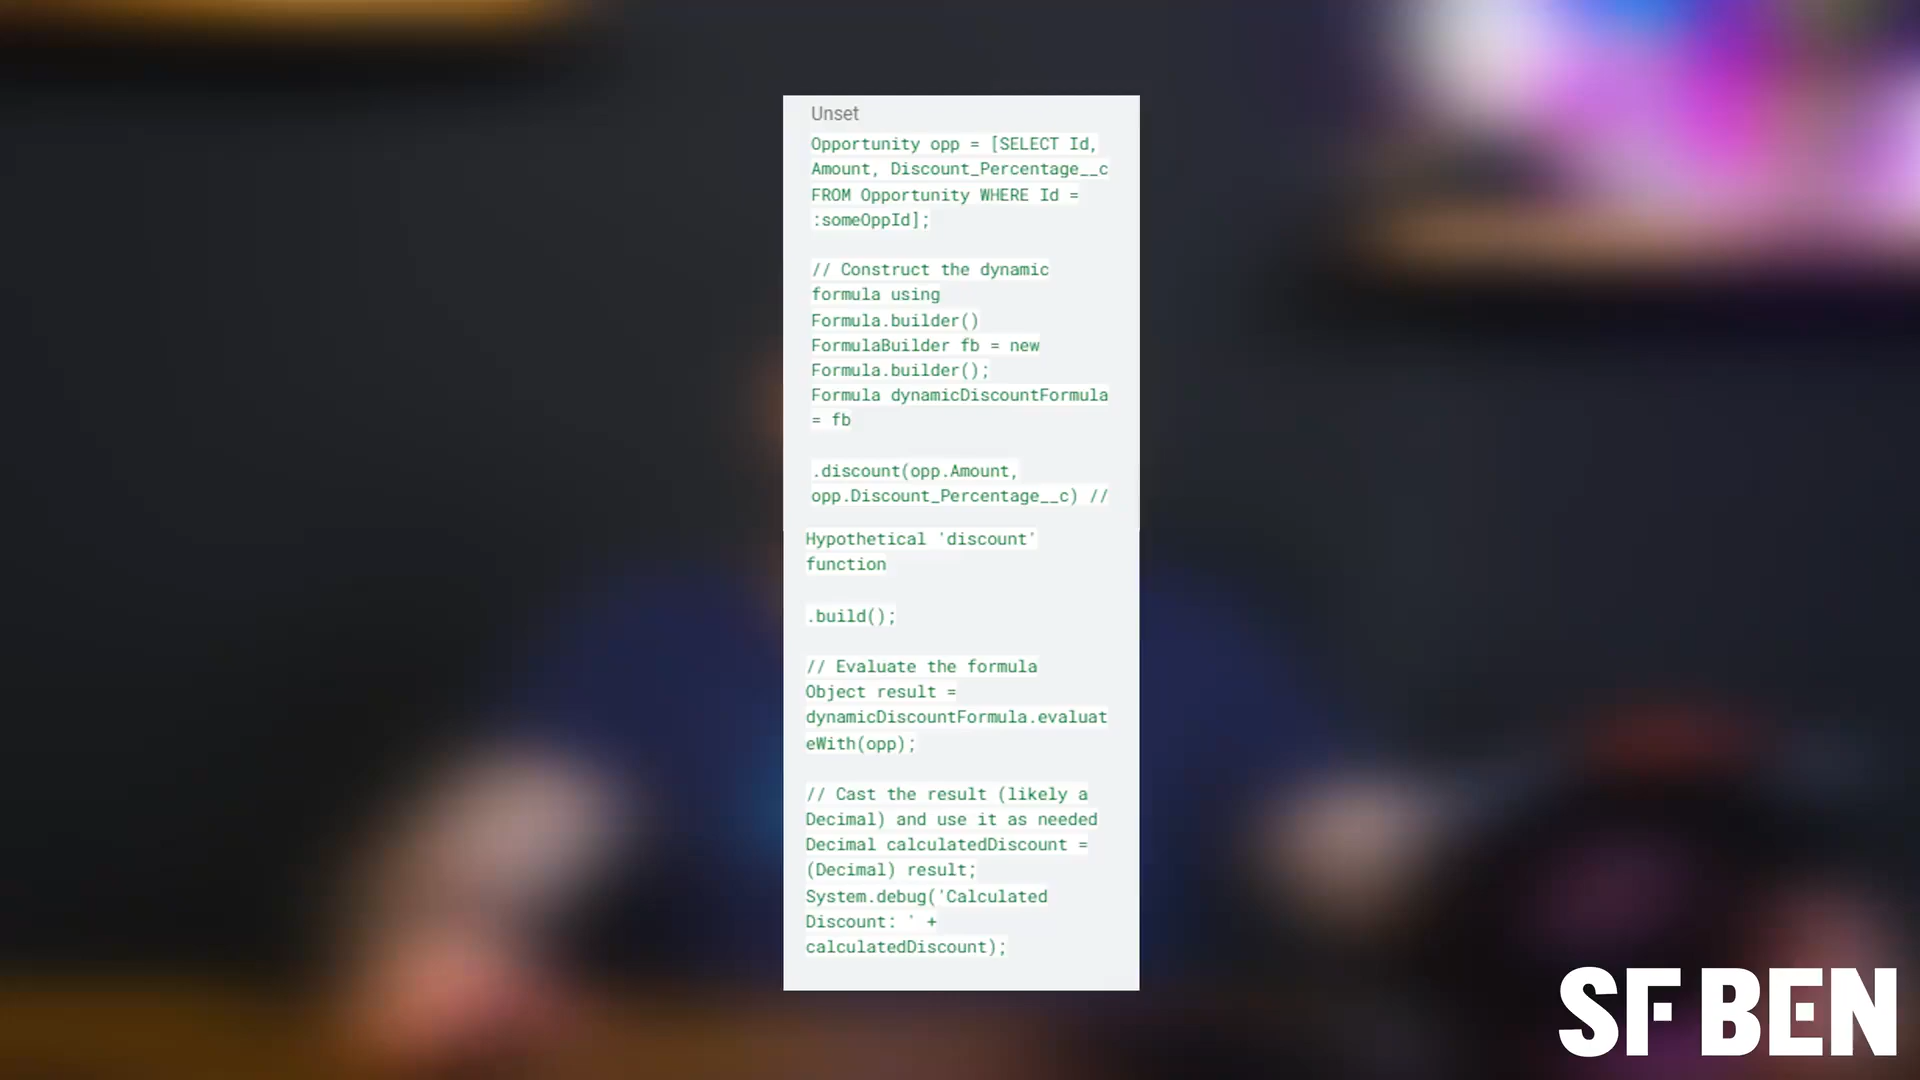 Unset
Opportunity opp = [SELECT Id,
Amount, Discount_Percentage__c
FROM Opportunity WHERE Id =
:someOppId];
// Construct the dynamic
formula using
Formula.builder()
FormulaBuilder fb = new
Formula.builder();
Formula dynamicDiscountFormula
= fb
.discount(opp.Amount,
opp.Discount_Percentage__c) //
Hypothetical 'discount'
function
.build();
// Evaluate the formula
Object result =
dynamicDiscountFormula.evaluat
eWith(opp);
// Cast the result (likely a
Decimal) and use it as needed
Decimal calculatedDiscount =
(Decimal) result;
System.debug('Calculated
Discount: ' +
calculatedDiscount);
SF BEN